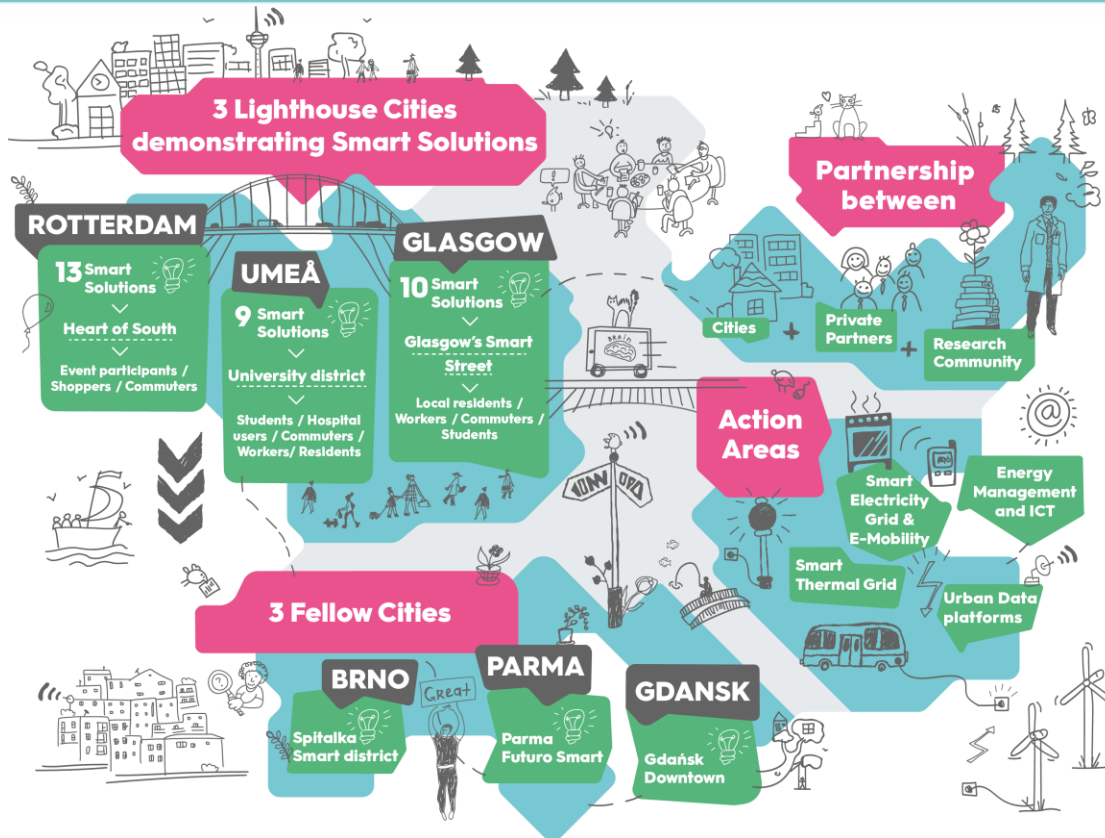 3 Lighthouse Cities
demonstrating Smart Solutions
ROTTERDAM
13 Smart
Solutions
Heart of South
Event participants /
Shoppers / Commuters
UMEÅ
9 Smart
Solutions
University district
Students / Hospital
users / Commuters /
Workers/ Residents
GLASGOW
10 Smart
Solutions
Glasgow's Smart
Street
Local residents /
Workers / Commuters /
Students
BRAIN
Partnership
between
Cities
+
Private
Partners
+
Research
Community
Action
Areas
@
Smart
Electricity
Grid &
E-Mobility
Energy
Management
and ICT
Smart
Thermal Grid
Urban Data
platforms
3 Fellow Cities
BRNO
Spitalka
Smart district
Great
PARMA
Parma
Futuro Smart
GDANSK
Gdańsk
Downtown